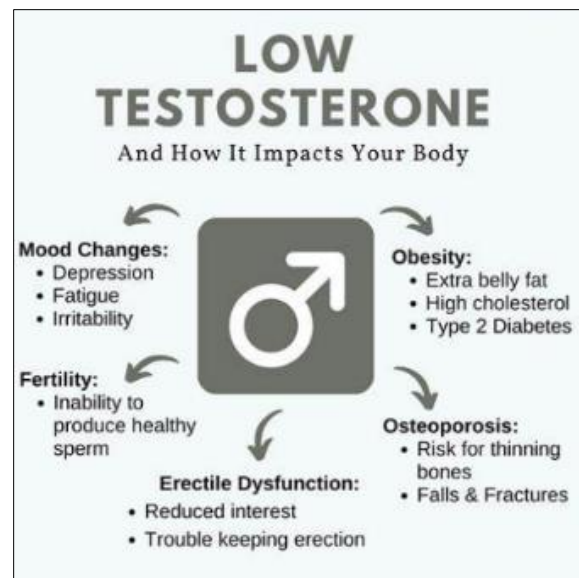 LOW
TESTOSTERONE
And How It Impacts Your Body
Mood Changes:
• Depression
• Fatigue
• Irritability
Obesity:
• Extra belly fat
• High cholesterol
• Type 2 Diabetes
Fertility:
• Inability to
produce healthy
sperm
Osteoporosis:
• Risk for thinning
bones
• Falls & Fractures
Erectile Dysfunction:
• Reduced interest
• Trouble keeping erection